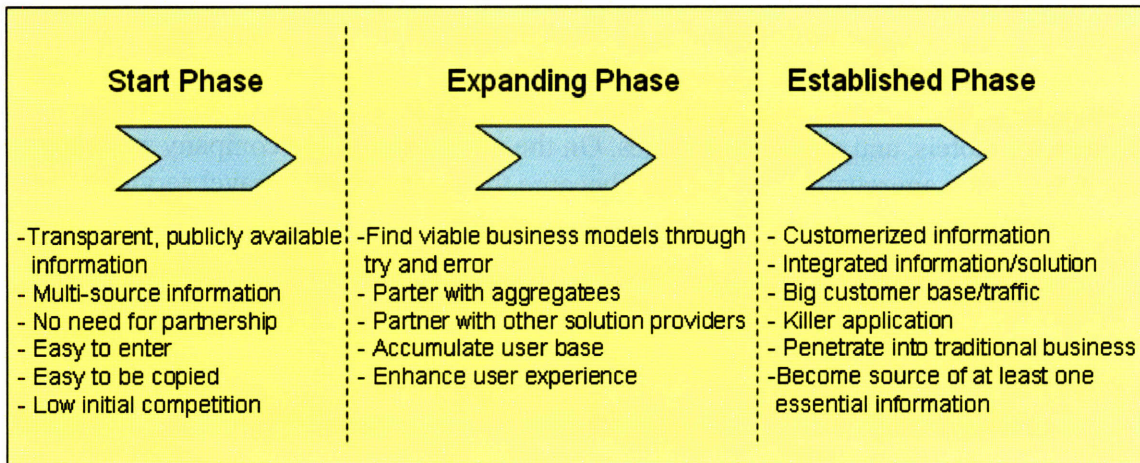 Start Phase
-Transparent, publicly available
information
- Multi-source information
- No need for partnership
- Easy to enter
- Easy to be copied
- Low initial competition
Expanding Phase
-Find viable business models through
try and error
- Parter with aggregatees
- Partner with other solution providers
- Accumulate user base
- Enhance user experience
Established Phase
- Customerized information
- Integrated information/solution
- Big customer base/traffic
- Killer application
- Penetrate into traditional business
-Become source of at least one
essential information